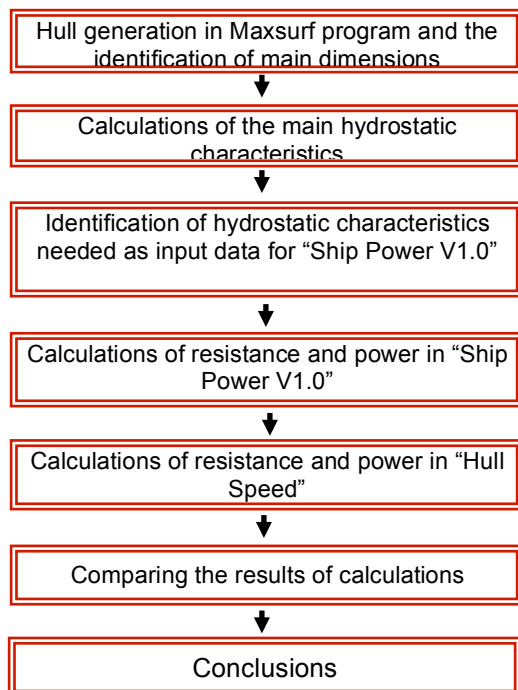 Hull generation in Maxsurf program and the
identification of main dimensions
Calculations of the main hydrostatic
characteristics
Identification of hydrostatic characteristics
needed as input data for “Ship Power V1.0”
Calculations of resistance and power in “Ship
Power V1.0”
Calculations of resistance and power in “Hull
Speed”
Comparing the results of calculations
Conclusions